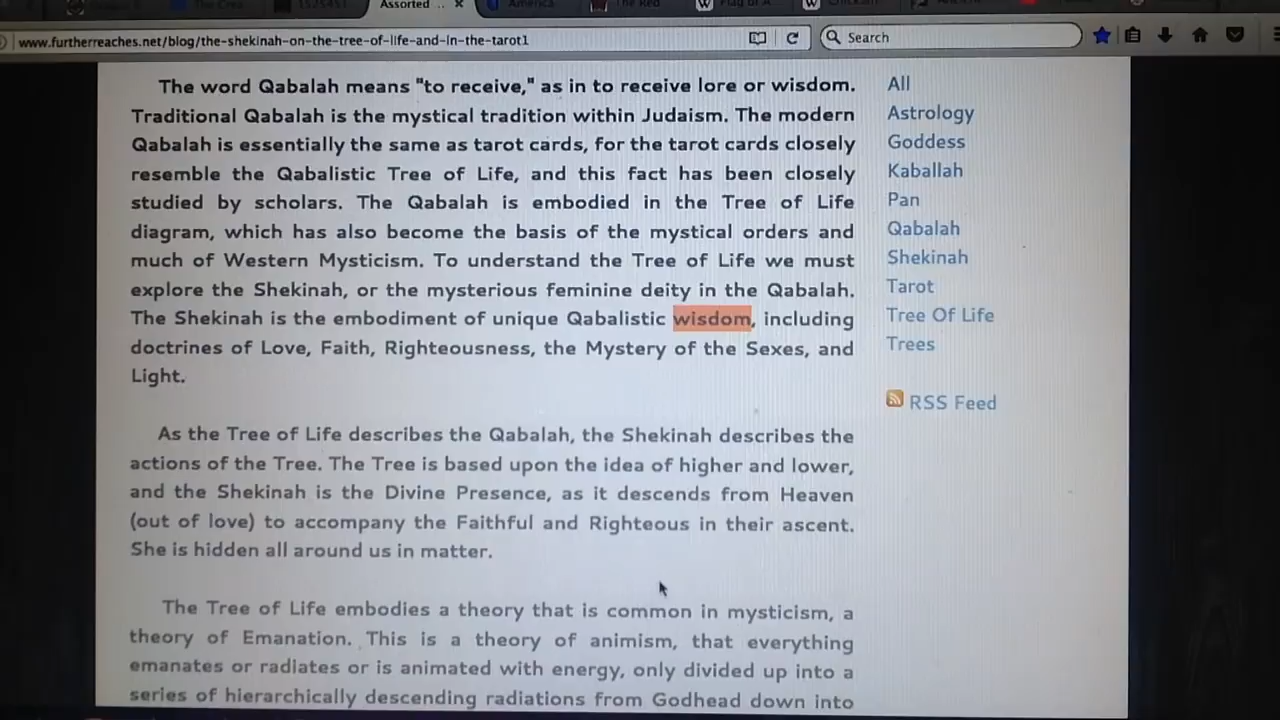 Assorted ..
America
The Red
www.furtherreaches.net/blog/the-shekinah-on-the-tree-of-life-and-in-the-tarot1
Search
The word Qabalah means "to receive," as in to receive lore or wisdom.
Traditional Qabalah is the mystical tradition within Judaism. The modern
Qabalah is essentially the same as tarot cards, for the tarot cards closely
resemble the Qabalistic Tree of Life, and this fact has been closely
studied by scholars. The Qabalah is embodied in the Tree of Life
diagram, which has also become the basis of the mystical orders and
much of Western Mysticism. To understand the Tree of Life we must
explore the Shekinah, or the mysterious feminine deity in the Qabalah.
The Shekinah is the embodiment of unique Qabalistic wisdom, including
doctrines of Love, Faith, Righteousness, the Mystery of the Sexes, and
Light.
As the Tree of Life describes the Qabalah, the Shekinah describes the
actions of the Tree. The Tree is based upon the idea of higher and lower,
and the Shekinah is the Divine Presence, as it descends from Heaven
(out of love) to accompany the Faithful and Righteous in their ascent.
She is hidden all around us in matter.
The Tree of Life embodies a theory that is common in mysticism, a
theory of Emanation. This is a theory of animism, that everything
emanates or radiates or is animated with energy, only divided up into a
series of hierarchically descending radiations from Godhead down into
All
Astrology
Goddess
Kaballah
Pan
Qabalah
Shekinah
Tarot
Tree Of Life
Trees
RSS Feed